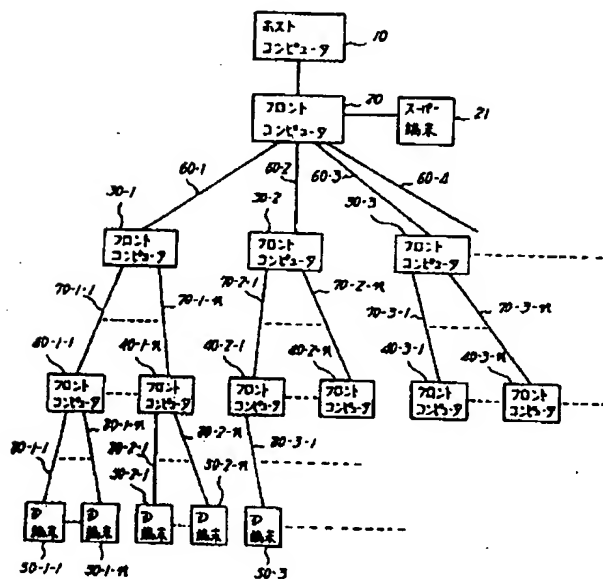 ホスト
コンピュータ
10
フロント
コンピュータ
20
スーパー
端末
21
60-1
60-2
60-3
60-4
30-1
フロント
コンピュータ
30-2
フロント
コンピュータ
30-3
フロント
コンピュータ
70-1-1
70-1-n
70-2-1
70-2-n
70-3-1
70-3-n
40-1-1
フロント
コンピュータ
40-1-n
フロント
コンピュータ
40-2-1
フロント
コンピュータ
40-2-n
フロント
コンピュータ
40-3-1
フロント
コンピュータ
40-3-n
フロント
コンピュータ
80-1-1
80-1-n
80-2-1
80-2-n
80-3-1
50-2-1
50-2-n
D
端末
D
端末
D
端末
D
端末
D
端末
50-1-1
50-1-n
50-3